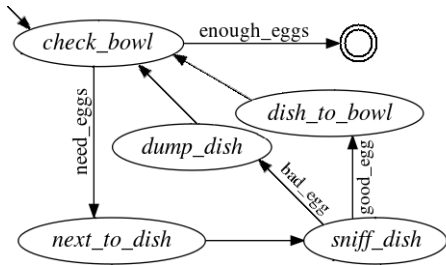 check_bowl
enough_eggs
need_eggs
dish_to_bowl
dump_dish
bad_egg
good_egg
next_to_dish
sniff_dish